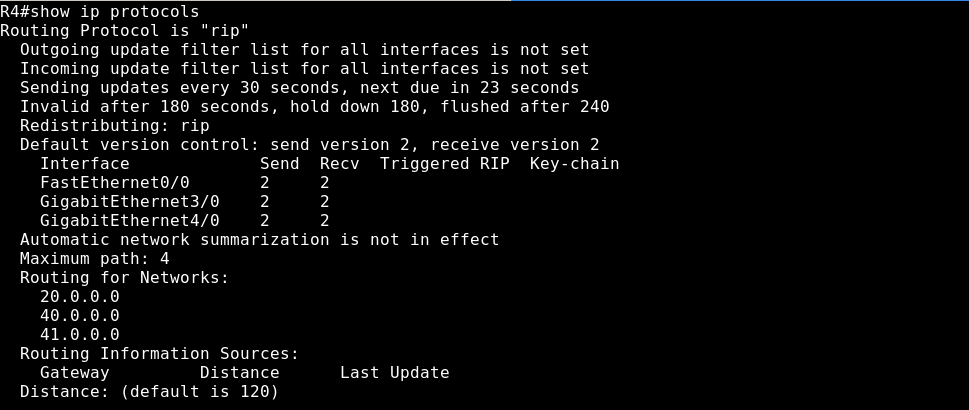 R4#show ip protocols
Routing Protocol is "rip"
  Outgoing update filter list for all interfaces is not set
  Incoming update filter list for all interfaces is not set
  Sending updates every 30 seconds, next due in 23 seconds
  Invalid after 180 seconds, hold down 180, flushed after 240
  Redistributing: rip
  Default version control: send version 2, receive version 2
    Interface             Send  Recv  Triggered RIP  Key-chain
    FastEthernet0/0       2     2
    GigabitEthernet3/0    2     2
    GigabitEthernet4/0    2     2
  Automatic network summarization is not in effect
  Maximum path: 4
  Routing for Networks:
    20.0.0.0
    40.0.0.0
    41.0.0.0
  Routing Information Sources:
    Gateway         Distance      Last Update
  Distance: (default is 120)